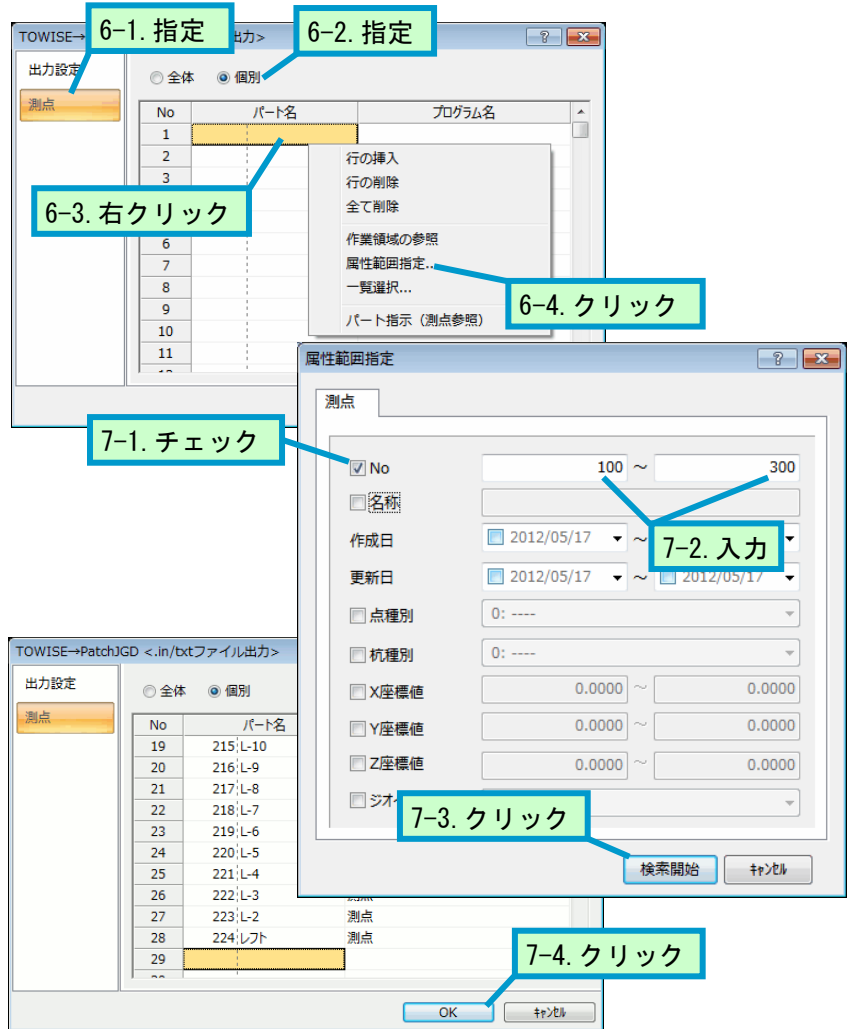 6-1. 指定
6-2. 指定
TOWISE→
出力>
出力設定
測点
全体
個別
No
パート名
プログラム名
1
2
3
6
7
8
9
10
11
行の挿入
行の削除
全て削除
作業領域の参照
属性範囲指定...
一覧選択...
パート指示（測点参照）
6-3. 右クリック
6-4. クリック
属性範囲指定
測点
7-1. チェック
No
100 ～ 300
名称
7-2. 入力
作成日
2012/05/17 ～
更新日
2012/05/17 ～ 2012/05/17
点種別
0: ----
杭種別
0: ----
X座標値
0.0000 ～ 0.0000
Y座標値
0.0000 ～ 0.0000
Z座標値
0.0000 ～ 0.0000
ジオ
7-3. クリック
検索開始
ｷｬﾝｾﾙ
TOWISE→PatchJGD <.in/txtファイル出力>
出力設定
測点
全体
個別
No
パート名
19 215 L-10
20 216 L-9
21 217 L-8
22 218 L-7
23 219 L-6
24 220 L-5
25 221 L-4
26 222 L-3
27 223 L-2 測点
28 224 レフト 測点
29
7-4. クリック
OK
ｷｬﾝｾﾙ